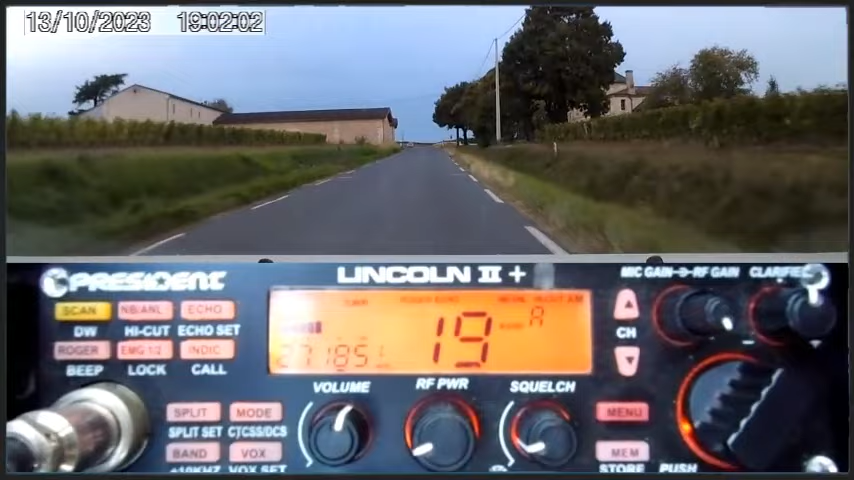 13/10/2023 19:02:02
PRESIDENT LINCOLN II + MIC GAIN RF GAIN CLARIFIER
SCAN NB/ANL ECHO
DW HI-CUT ECHO SET
ROGER EMG 1/2 INDIC
BEEP LOCK CALL
19
A
27185
CH
VOLUME RF PWR SQUELCH
SPLIT MODE MENU
SPLIT SET CTCSS/DCS
BAND VOX MEM
+10KHZ VOX SET STORE PUSH